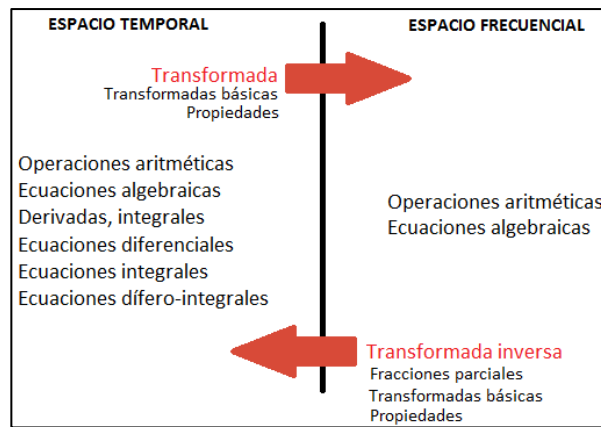 ESPACIO TEMPORAL
ESPACIO FRECUENCIAL
Transformada
Transformadas básicas
Propiedades
Operaciones aritméticas
Ecuaciones algebraicas
Derivadas, integrales
Ecuaciones diferenciales
Ecuaciones integrales
Ecuaciones dífero-integrales
Operaciones aritméticas
Ecuaciones algebraicas
Transformada inversa
Fracciones parciales
Transformadas básicas
Propiedades